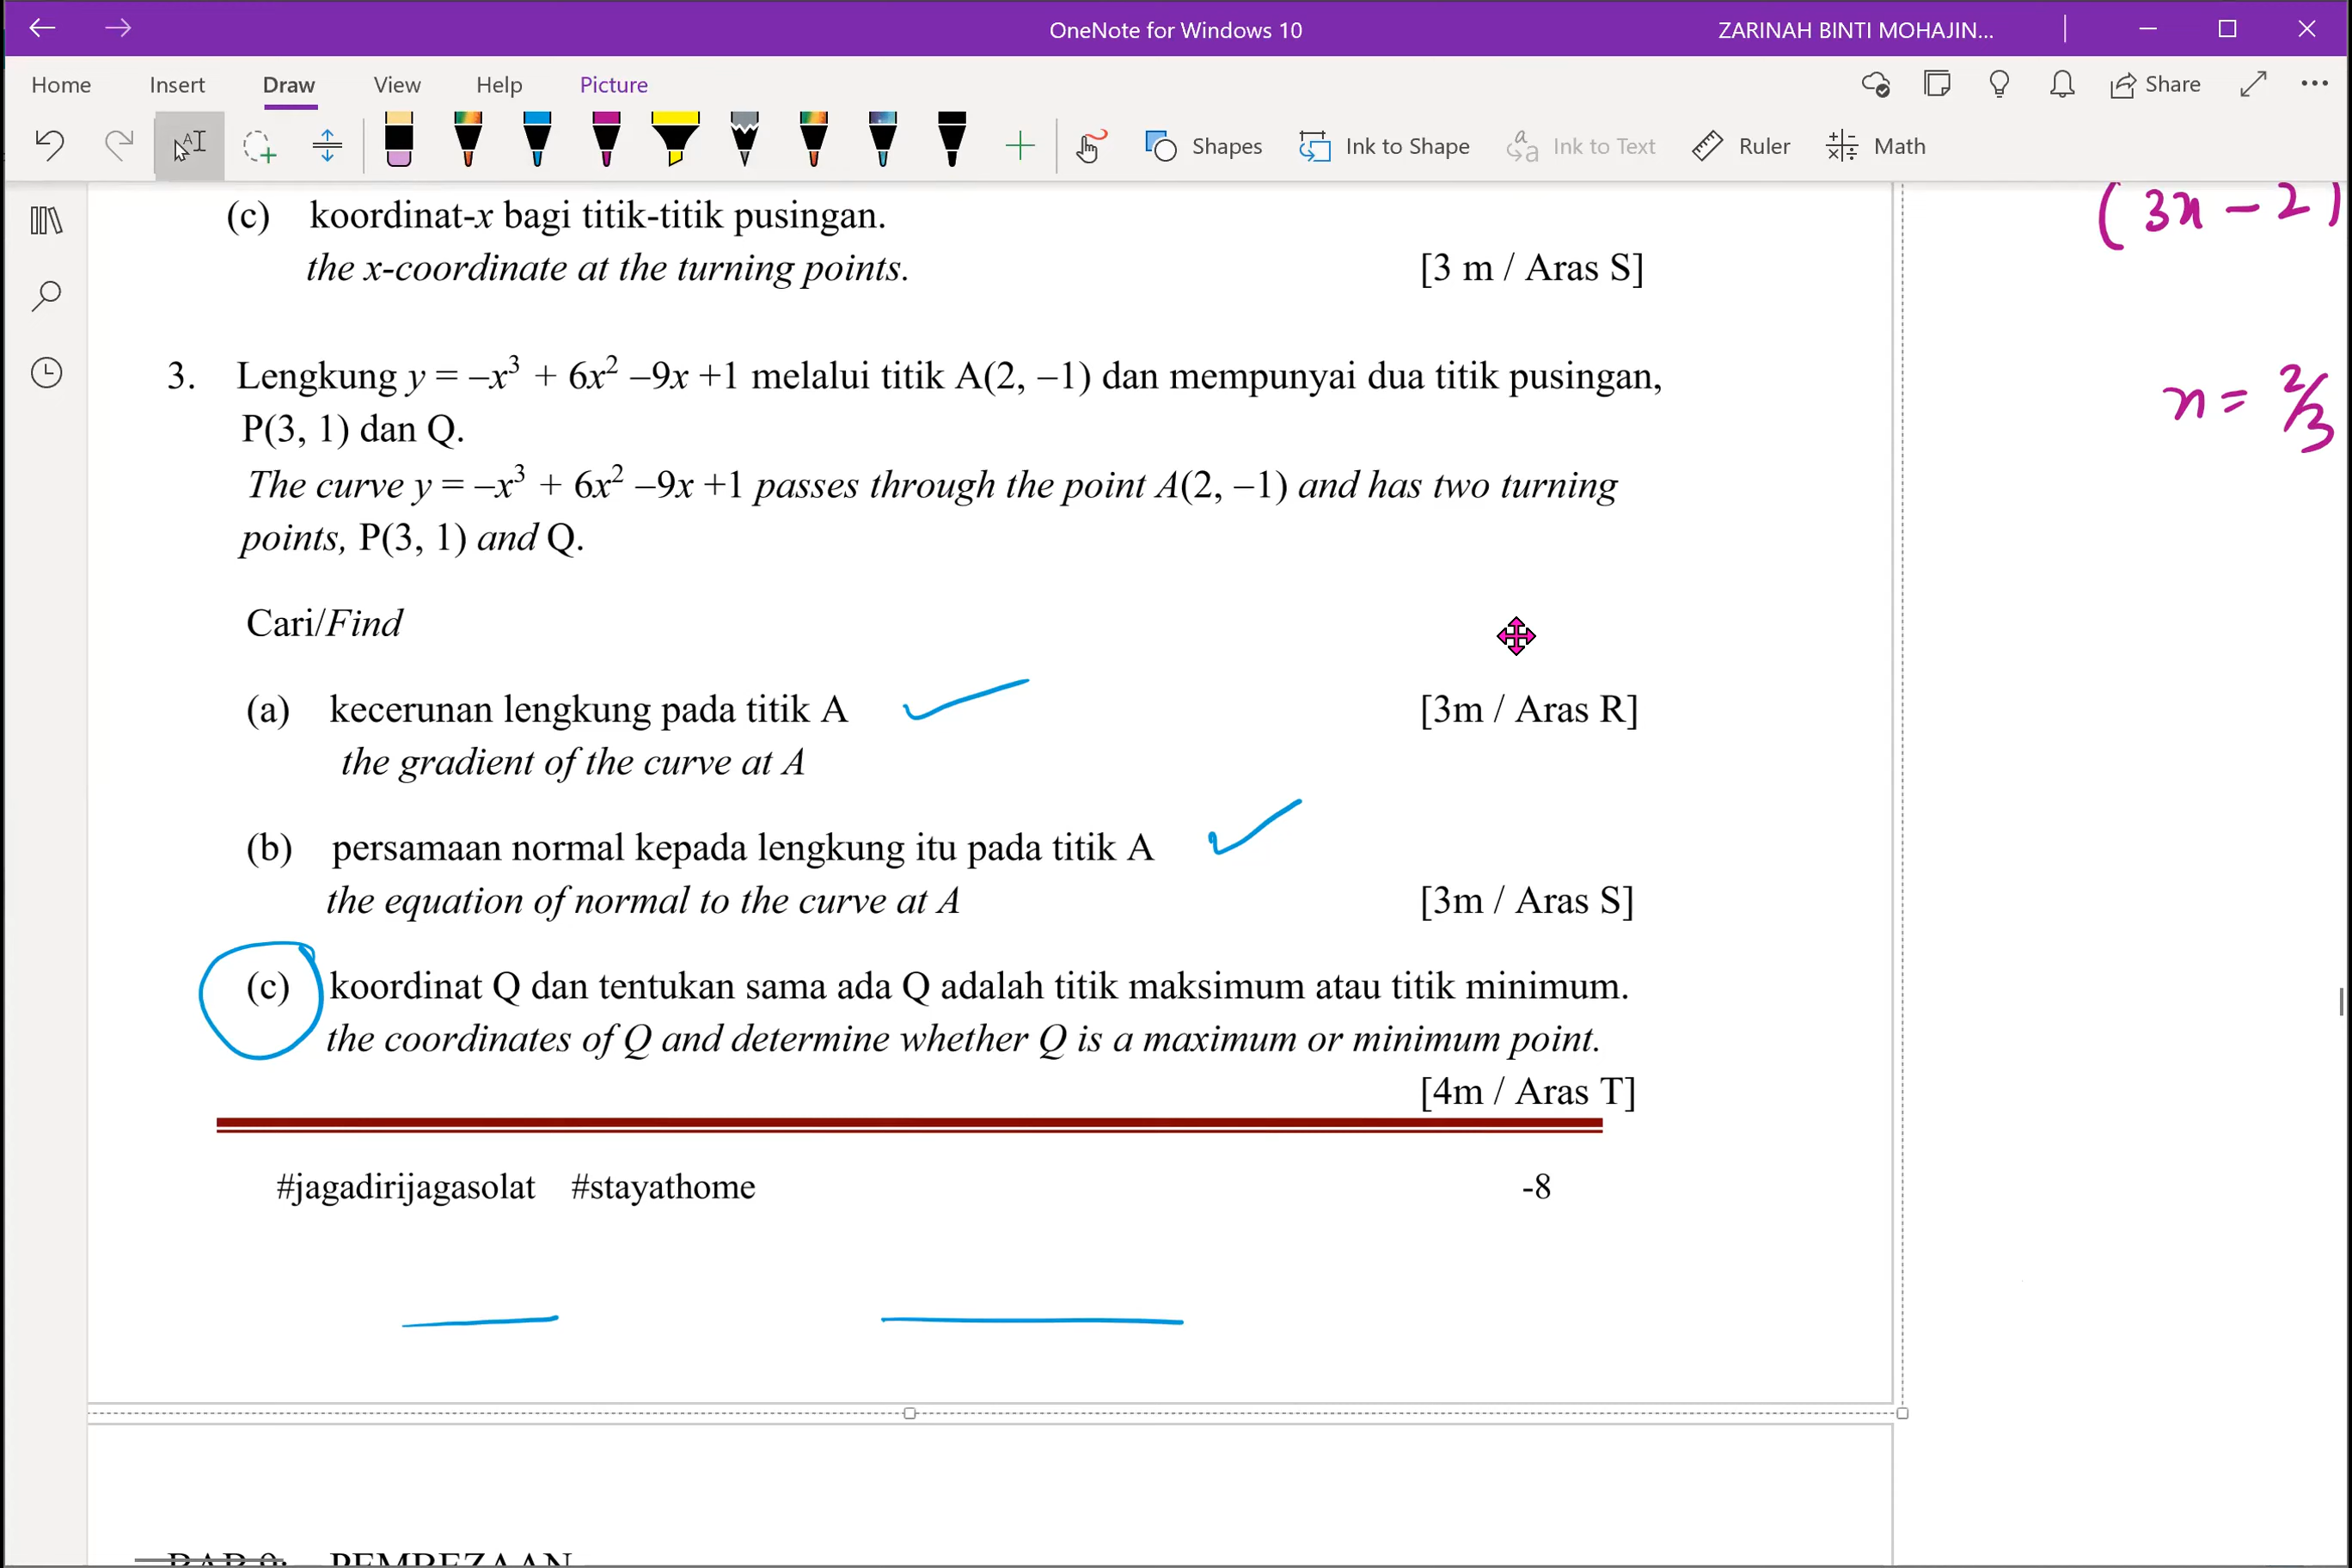 OneNote for Windows 10
ZARINAH BINTI MOHAJIN...
Home Insert Draw View Help Picture
Share
Shapes Ink to Shape Ink to Text Ruler Math
(c) koordinat-x bagi titik-titik pusingan.
the x-coordinate at the turning points. [3 m / Aras S]
(3x - 2)
3. Lengkung y = –x³ + 6x² –9x +1 melalui titik A(2, –1) dan mempunyai dua titik pusingan,
P(3, 1) dan Q.
x = 2/3
The curve y = –x³ + 6x² –9x +1 passes through the point A(2, –1) and has two turning
points, P(3, 1) and Q.
Cari/Find
(a) kecerunan lengkung pada titik A [3m / Aras R]
the gradient of the curve at A
(b) persamaan normal kepada lengkung itu pada titik A
the equation of normal to the curve at A [3m / Aras S]
(c) koordinat Q dan tentukan sama ada Q adalah titik maksimum atau titik minimum.
the coordinates of Q and determine whether Q is a maximum or minimum point.
[4m / Aras T]
#jagadirijagasolat #stayathome -8
BAB 9: PEMBEZAAN